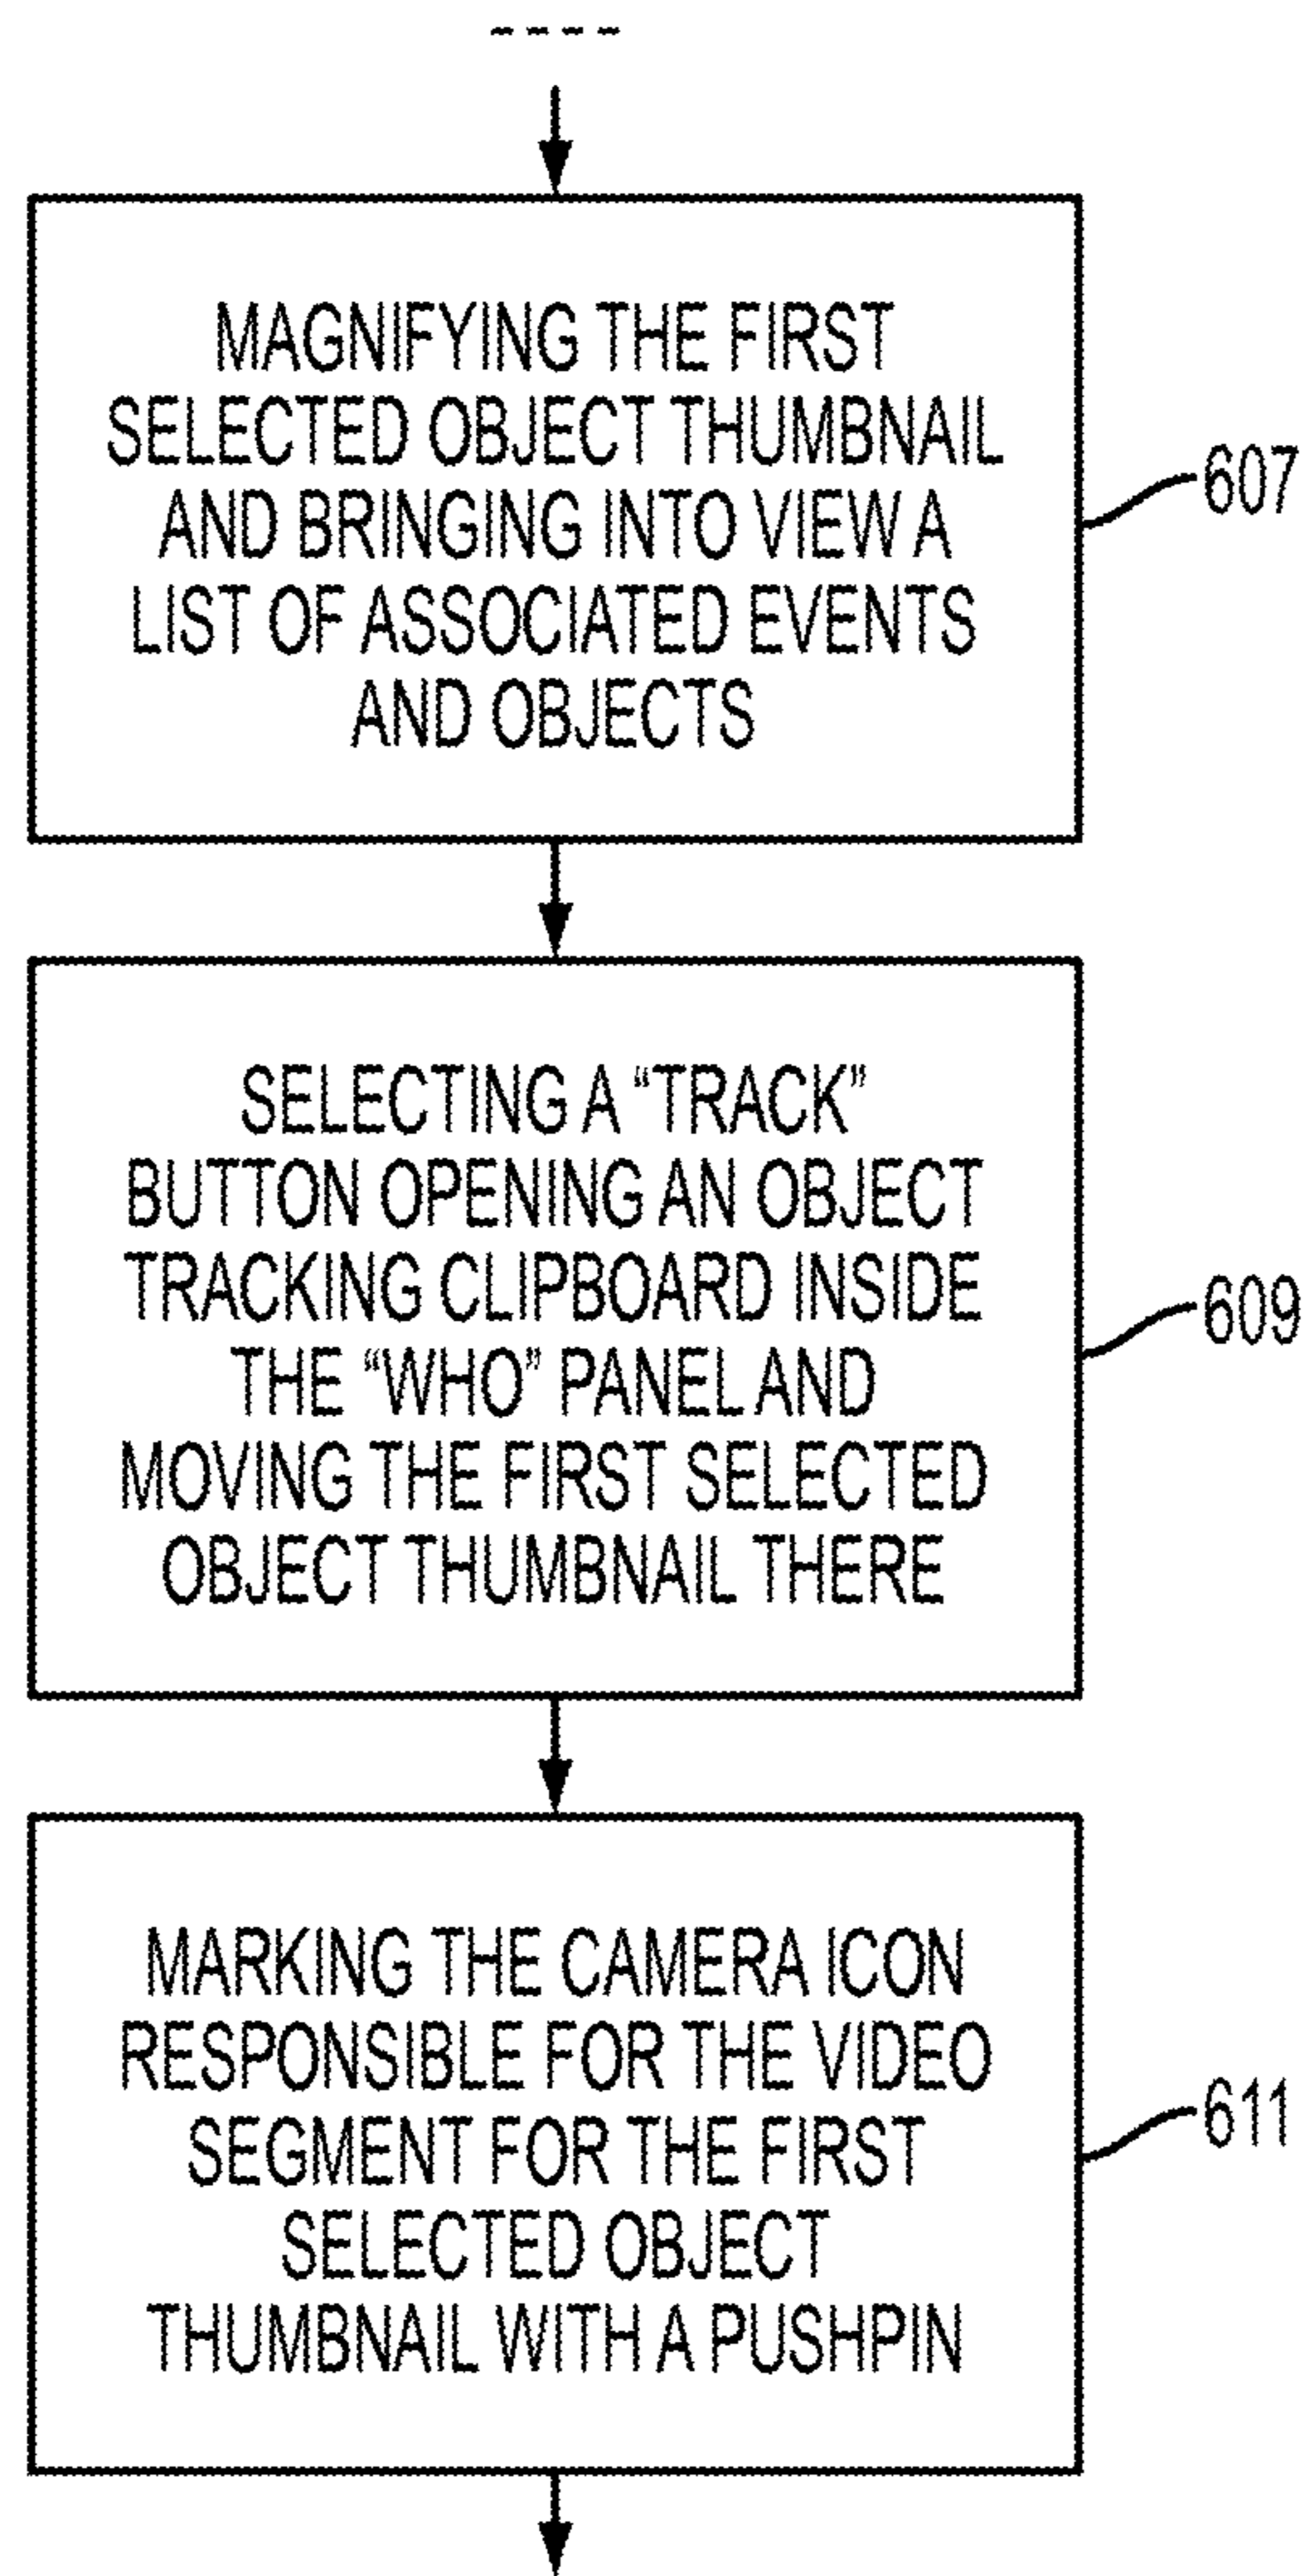 MAGNIFYING THE FIRST
SELECTED OBJECT THUMBNAIL
AND BRINGING INTO VIEW A
LIST OF ASSOCIATED EVENTS
AND OBJECTS
607
SELECTING A “TRACK”
BUTTON OPENING AN OBJECT
TRACKING CLIPBOARD INSIDE
THE “WHO” PANEL AND
MOVING THE FIRST SELECTED
OBJECT THUMBNAIL THERE
609
MARKING THE CAMERA ICON
RESPONSIBLE FOR THE VIDEO
SEGMENT FOR THE FIRST
SELECTED OBJECT
THUMBNAIL WITH A PUSHPIN
611